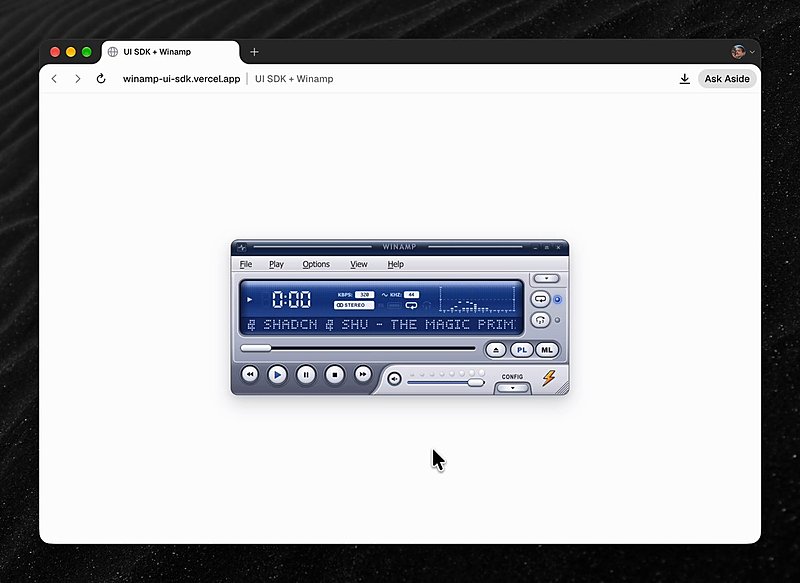 UI SDK + Winamp
winamp-ui-sdk.vercel.app
UI SDK + Winamp
Ask Aside
WINAMP
File Play Options View Help
0:00
KBPS: 320 KHZ: 44
STEREO
SHADCN SHU - THE MAGIC PRIM
PL ML
CONFIG